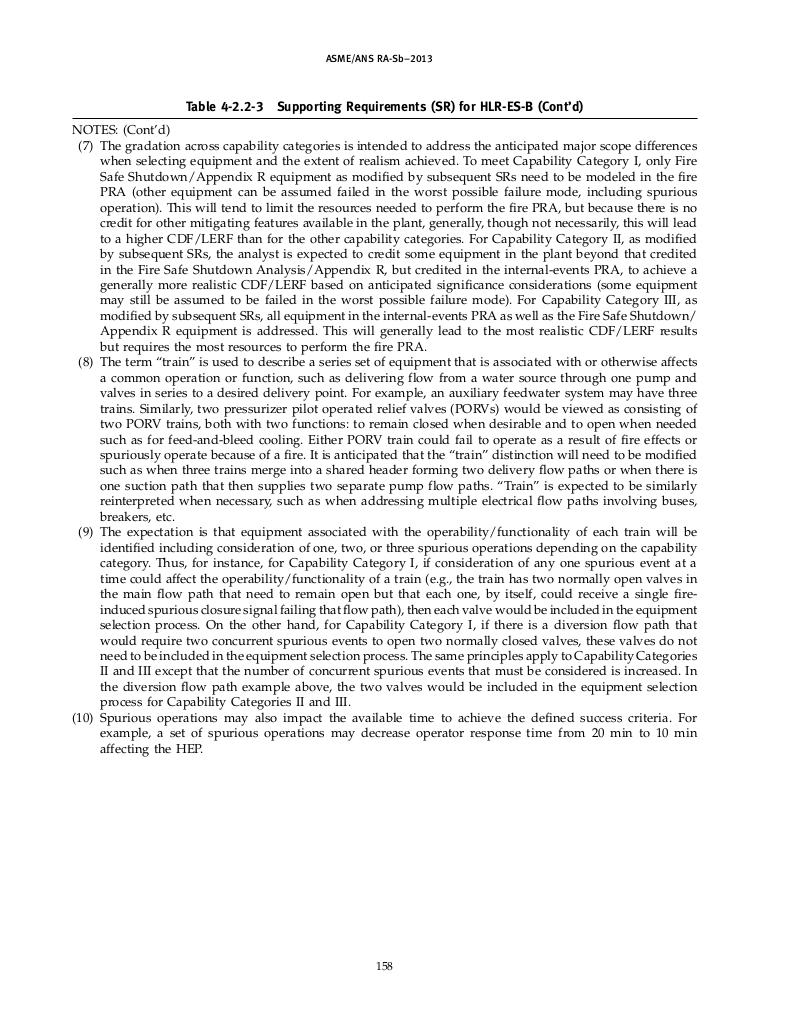 ASME/ANS RA-Sb–2013
Table 4-2.2-3 Supporting Requirements (SR) for HLR-ES-B (Cont'd)
NOTES: (Cont'd)
(7) The gradation across capability categories is intended to address the anticipated major scope differences
when selecting equipment and the extent of realism achieved. To meet Capability Category I, only Fire
Safe Shutdown/Appendix R equipment as modified by subsequent SRs need to be modeled in the fire
PRA (other equipment can be assumed failed in the worst possible failure mode, including spurious
operation). This will tend to limit the resources needed to perform the fire PRA, but because there is no
credit for other mitigating features available in the plant, generally, though not necessarily, this will lead
to a higher CDF/LERF than for the other capability categories. For Capability Category II, as modified
by subsequent SRs, the analyst is expected to credit some equipment in the plant beyond that credited
in the Fire Safe Shutdown Analysis/Appendix R, but credited in the internal-events PRA, to achieve a
generally more realistic CDF/LERF based on anticipated significance considerations (some equipment
may still be assumed to be failed in the worst possible failure mode). For Capability Category III, as
modified by subsequent SRs, all equipment in the internal-events PRA as well as the Fire Safe Shutdown/
Appendix R equipment is addressed. This will generally lead to the most realistic CDF/LERF results
but requires the most resources to perform the fire PRA.
(8) The term "train" is used to describe a series set of equipment that is associated with or otherwise affects
a common operation or function, such as delivering flow from a water source through one pump and
valves in series to a desired delivery point. For example, an auxiliary feedwater system may have three
trains. Similarly, two pressurizer pilot operated relief valves (PORVs) would be viewed as consisting of
two PORV trains, both with two functions: to remain closed when desirable and to open when needed
such as for feed-and-bleed cooling. Either PORV train could fail to operate as a result of fire effects or
spuriously operate because of a fire. It is anticipated that the "train" distinction will need to be modified
such as when three trains merge into a shared header forming two delivery flow paths or when there is
one suction path that then supplies two separate pump flow paths. "Train" is expected to be similarly
reinterpreted when necessary, such as when addressing multiple electrical flow paths involving buses,
breakers, etc.
(9) The expectation is that equipment associated with the operability/functionality of each train will be
identified including consideration of one, two, or three spurious operations depending on the capability
category. Thus, for instance, for Capability Category I, if consideration of any one spurious event at a
time could affect the operability/functionality of a train (e.g., the train has two normally open valves in
the main flow path that need to remain open but that each one, by itself, could receive a single fire-
induced spurious closure signal failing that flow path), then each valve would be included in the equipment
selection process. On the other hand, for Capability Category I, if there is a diversion flow path that
would require two concurrent spurious events to open two normally closed valves, these valves do not
need to be included in the equipment selection process. The same principles apply to Capability Categories
II and III except that the number of concurrent spurious events that must be considered is increased. In
the diversion flow path example above, the two valves would be included in the equipment selection
process for Capability Categories II and III.
(10) Spurious operations may also impact the available time to achieve the defined success criteria. For
example, a set of spurious operations may decrease operator response time from 20 min to 10 min
affecting the HEP.
158